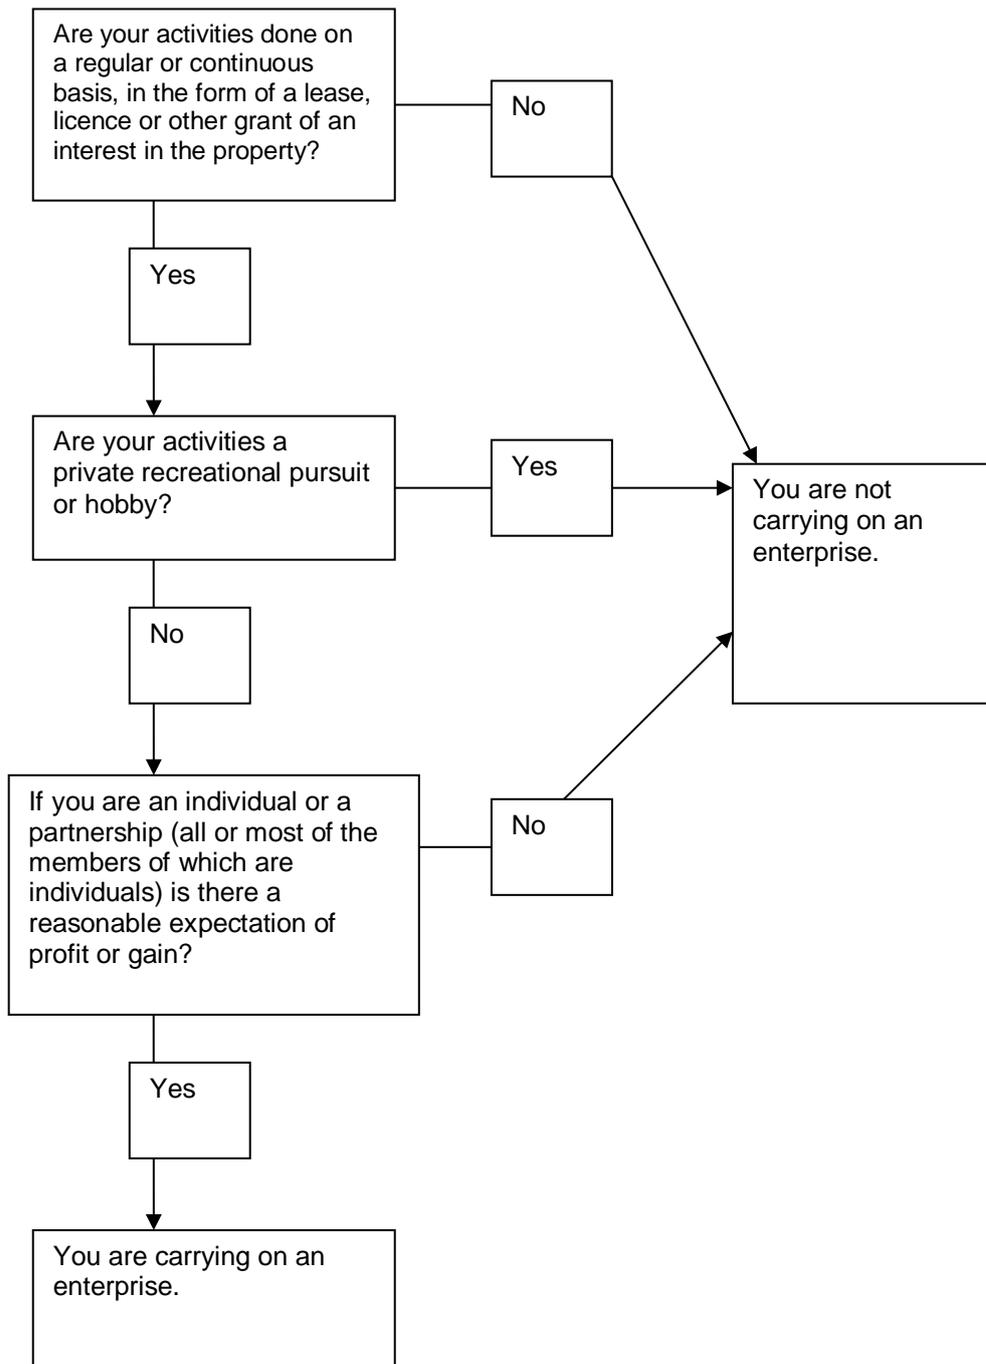 Are your activities done on
a regular or continuous
basis, in the form of a lease,
licence or other grant of an
interest in the property?
No
Yes
Are your activities a
private recreational pursuit
or hobby?
Yes
You are not
carrying on an
enterprise.
No
If you are an individual or a
partnership (all or most of the
members of which are
individuals) is there a
reasonable expectation of
profit or gain?
No
Yes
You are carrying on an
enterprise.